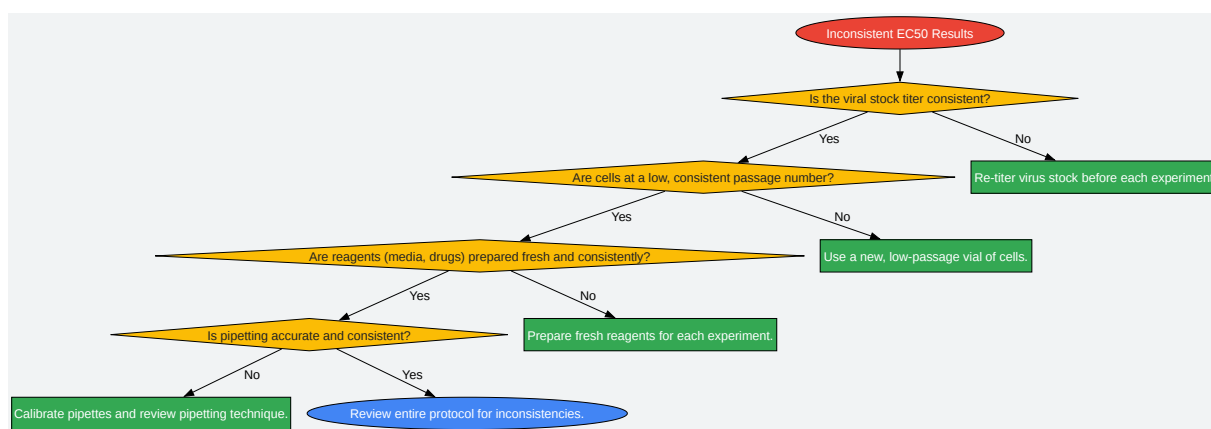 Inconsistent EC50 Results
Is the viral stock titer consistent?
Yes
No
Are cells at a low, consistent passage number?
Re-titer virus stock before each experiment
Yes
No
Are reagents (media, drugs) prepared fresh and consistently?
Use a new, low-passage vial of cells.
Yes
No
Is pipetting accurate and consistent?
Prepare fresh reagents for each experiment.
No
Yes
Calibrate pipettes and review pipetting technique.
Review entire protocol for inconsistencies.